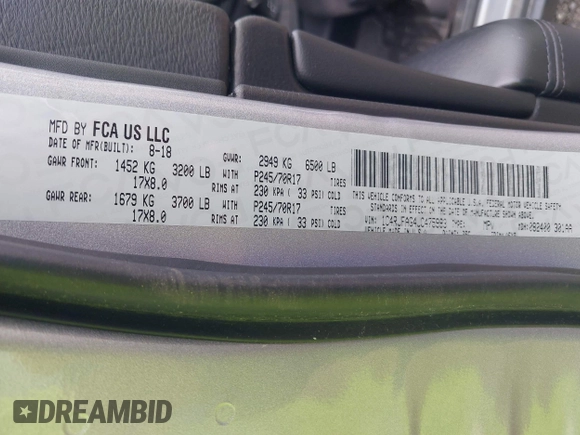 MFD BY FCA US LLC
DATE OF MFR(BUILT): 8-18 GVWR: 2949 KG 6500 LB
GAWR FRONT: 1452 KG 3200 LB WITH P245/70R17 TIRES
17X8.0 RIMS AT 230 KPA ( 33 PSI) COLD
GAWR REAR: 1679 KG 3700 LB WITH P245/70R17 TIRES
17X8.0 RIMS AT 230 KPA ( 33 PSI) COLD
THIS VEHICLE CONFORMS TO ALL APPLICABLE U.S.A. FEDERAL MOTOR VEHICLE SAFETY
STANDARDS IN EFFECT ON THE DATE OF MANUFACTURE SHOWN ABOVE.
MDH:082400 301AA
DREAMBID